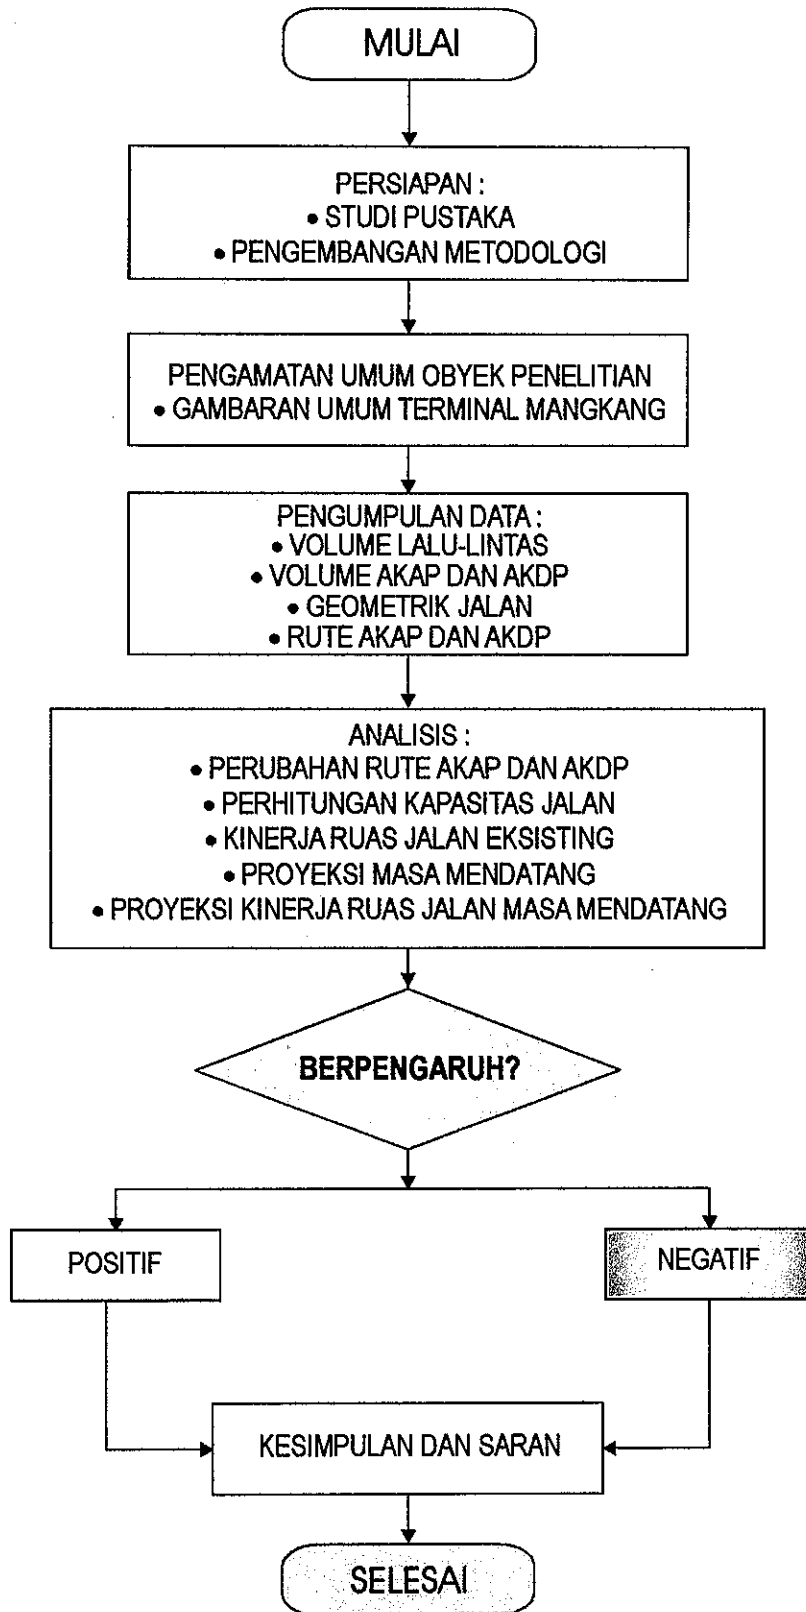 MULAI
PERSIAPAN :
• STUDI PUSTAKA
• PENGEMBANGAN METODOLOGI
PENGAMATAN UMUM OBYEK PENELITIAN
• GAMBARAN UMUM TERMINAL MANGKANG
PENGUMPULAN DATA :
• VOLUME LALU-LINTAS
• VOLUME AKAP DAN AKDP
• GEOMETRIK JALAN
• RUTE AKAP DAN AKDP
ANALISIS :
• PERUBAHAN RUTE AKAP DAN AKDP
• PERHITUNGAN KAPASITAS JALAN
• KINERJA RUAS JALAN EKSISTING
• PROYEKSI MASA MENDATANG
• PROYEKSI KINERJA RUAS JALAN MASA MENDATANG
BERPENGARUH?
POSITIF
NEGATIF
KESIMPULAN DAN SARAN
SELESAI